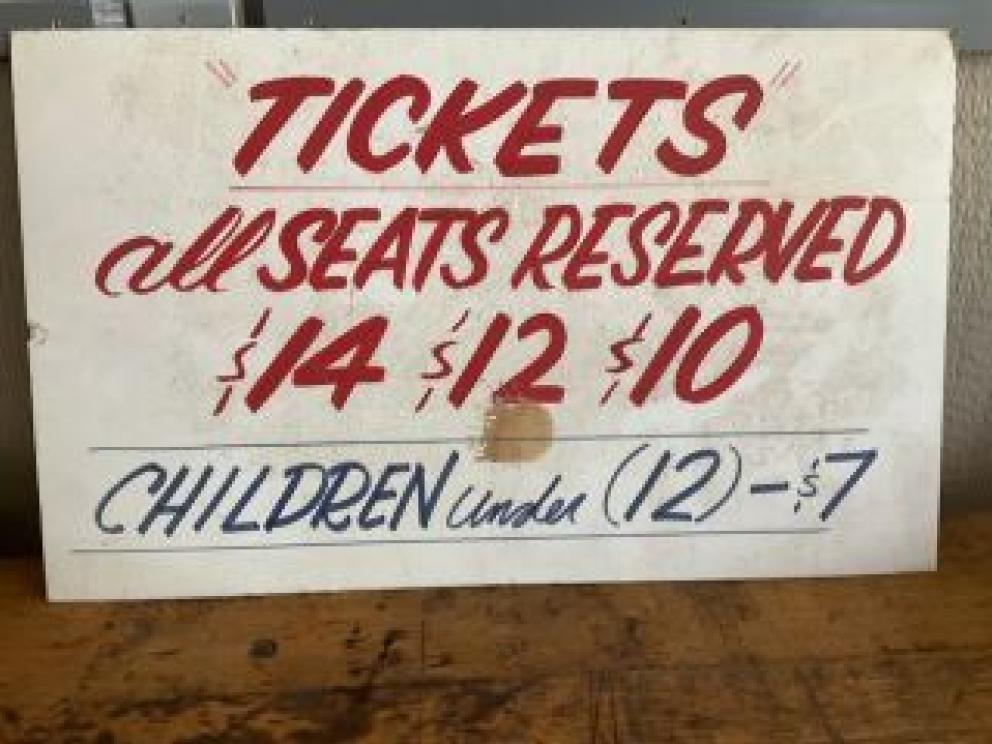 "TICKETS"
all SEATS RESERVED
$14 $12 $10
CHILDREN under (12) - $7